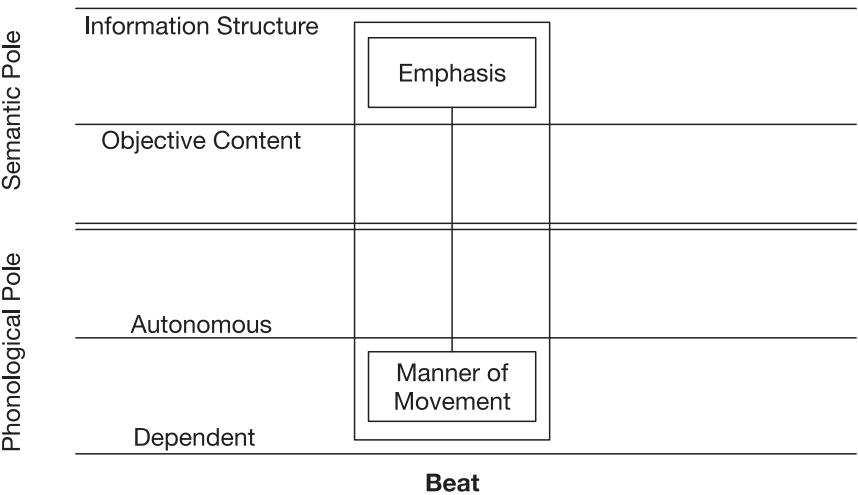 Semantic Pole
Information Structure
Emphasis
Objective Content
Phonological Pole
Autonomous
Manner of
Movement
Dependent
Beat